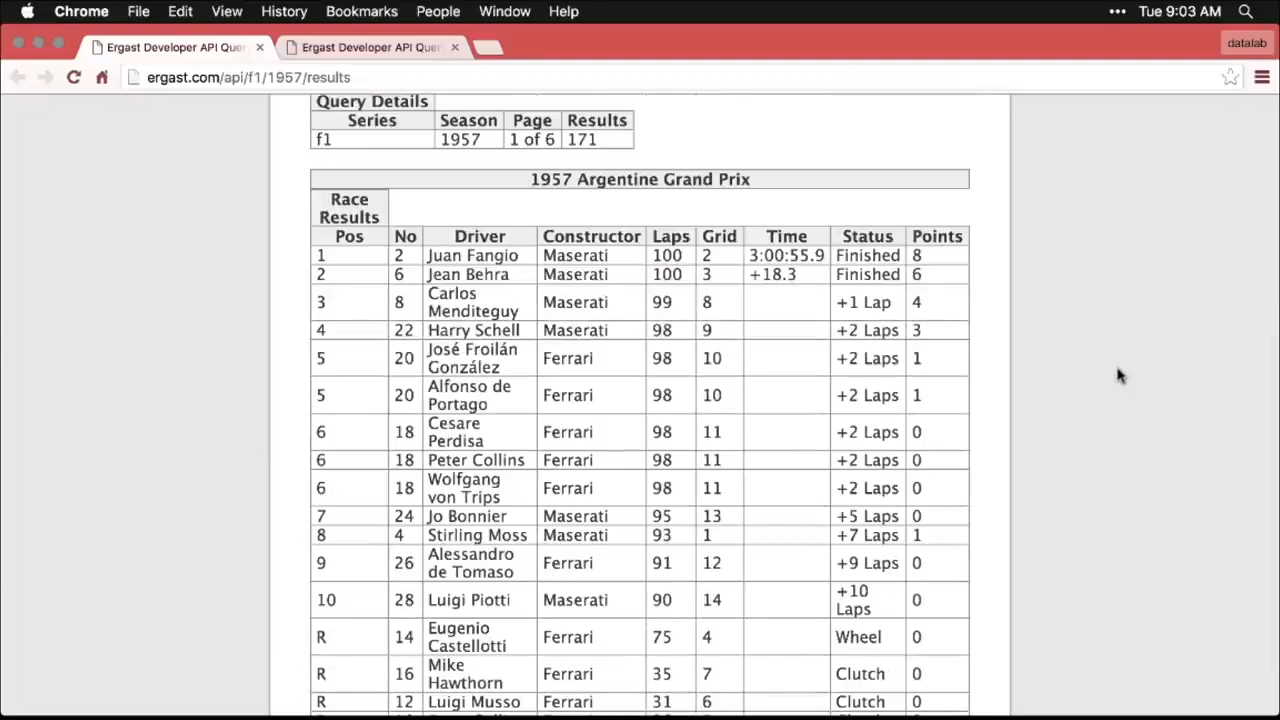 Chrome File Edit View History Bookmarks People Window Help ••• Tue 9:03 AM
Ergast Developer API Que Ergast Developer API Que datalab
ergast.com/api/f1/1957/results
Query Details
Series Season Page Results
f1 1957 1 of 6 171
1957 Argentine Grand Prix
Race
Results
Pos No Driver Constructor Laps Grid Time Status Points
1 2 Juan Fangio Maserati 100 2 3:00:55.9 Finished 8
2 6 Jean Behra Maserati 100 3 +18.3 Finished 6
3 8 Carlos
Menditeguy Maserati 99 8 +1 Lap 4
4 22 Harry Schell Maserati 98 9 +2 Laps 3
5 20 José Froilán
González Ferrari 98 10 +2 Laps 1
5 20 Alfonso de
Portago Ferrari 98 10 +2 Laps 1
6 18 Cesare
Perdisa Ferrari 98 11 +2 Laps 0
6 18 Peter Collins Ferrari 98 11 +2 Laps 0
6 18 Wolfgang
von Trips Ferrari 98 11 +2 Laps 0
7 24 Jo Bonnier Maserati 95 13 +5 Laps 0
8 4 Stirling Moss Maserati 93 1 +7 Laps 1
9 26 Alessandro
de Tomaso Ferrari 91 12 +9 Laps 0
10 28 Luigi Piotti Maserati 90 14 +10
Laps 0
R 14 Eugenio
Castellotti Ferrari 75 4 Wheel 0
R 16 Mike
Hawthorn Ferrari 35 7 Clutch 0
R 12 Luigi Musso Ferrari 31 6 Clutch 0